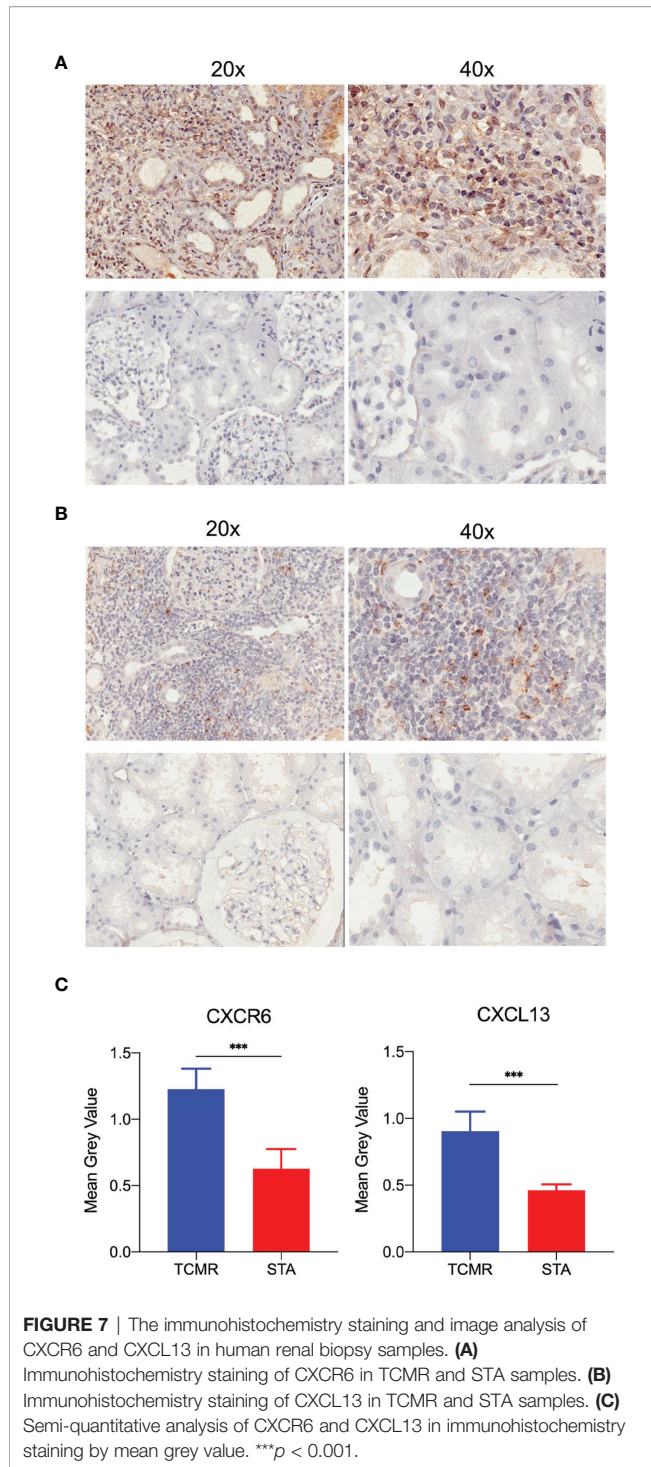 A
20x 40x
B
20x 40x
C
CXCR6
***
1.5
1.0
0.5
0.0
Mean Grey Value
TCMR STA
CXCL13
***
1.5
1.0
0.5
0.0
Mean Grey Value
TCMR STA
FIGURE 7 | The immunohistochemistry staining and image analysis of
CXCR6 and CXCL13 in human renal biopsy samples. (A)
Immunohistochemistry staining of CXCR6 in TCMR and STA samples. (B)
Immunohistochemistry staining of CXCL13 in TCMR and STA samples. (C)
Semi-quantitative analysis of CXCR6 and CXCL13 in immunohistochemistry
staining by mean grey value. ***p < 0.001.